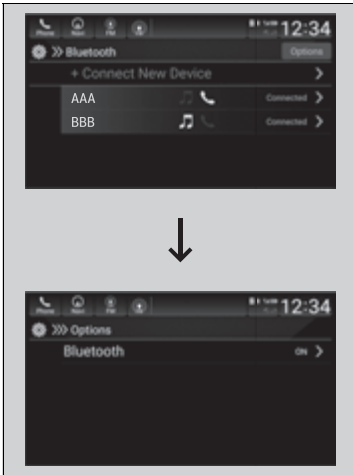 Phone Navi FM 12:34
Bluetooth Options
+ Connect New Device
AAA Connected
BBB Connected
Phone Navi FM 12:34
Options
Bluetooth ON